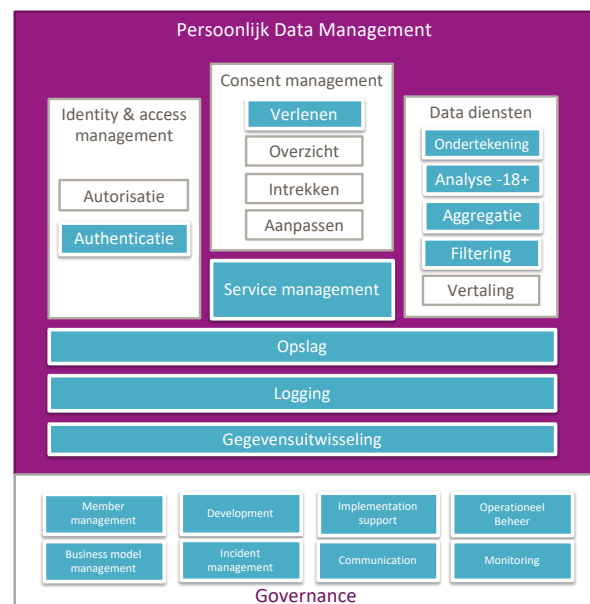 Persoonlijk Data Management
Identity & access
management
Autorisatie
Authenticatie
Consent management
Verlenen
Overzicht
Intrekken
Aanpassen
Service management
Data diensten
Ondertekening
Analyse -18+
Aggregatie
Filtering
Vertaling
Opslag
Logging
Gegevensuitwisseling
Member
management
Development
Implementation
support
Operationeel
Beheer
Business model
management
Incident
management
Communication
Monitoring
Governance